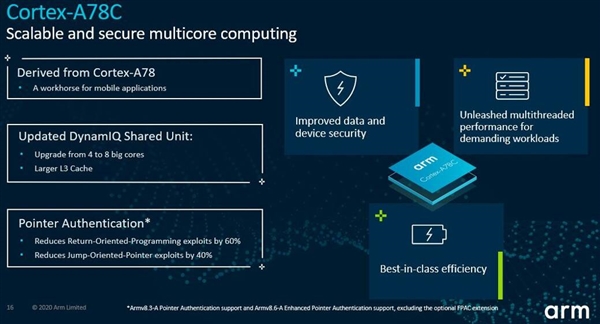 Cortex-A78C
Scalable and secure multicore computing
Derived from Cortex-A78
• A workhorse for mobile applications
Updated DynamIQ Shared Unit:
• Upgrade from 4 to 8 big cores
• Larger L3 Cache
Pointer Authentication*
• Reduces Return-Oriented-Programming exploits by 60%
• Reduces Jump-Oriented-Pointer exploits by 40%
Improved data and
device security
Unleashed multithreaded
performance for
demanding workloads
arm
Cortex-A78C
Best-in-class efficiency
16 © 2020 Arm Limited
*Armv8.3-A Pointer Authentication support and Armv8.6-A Enhanced Pointer Authentication support, excluding the optional FPAC extension
arm